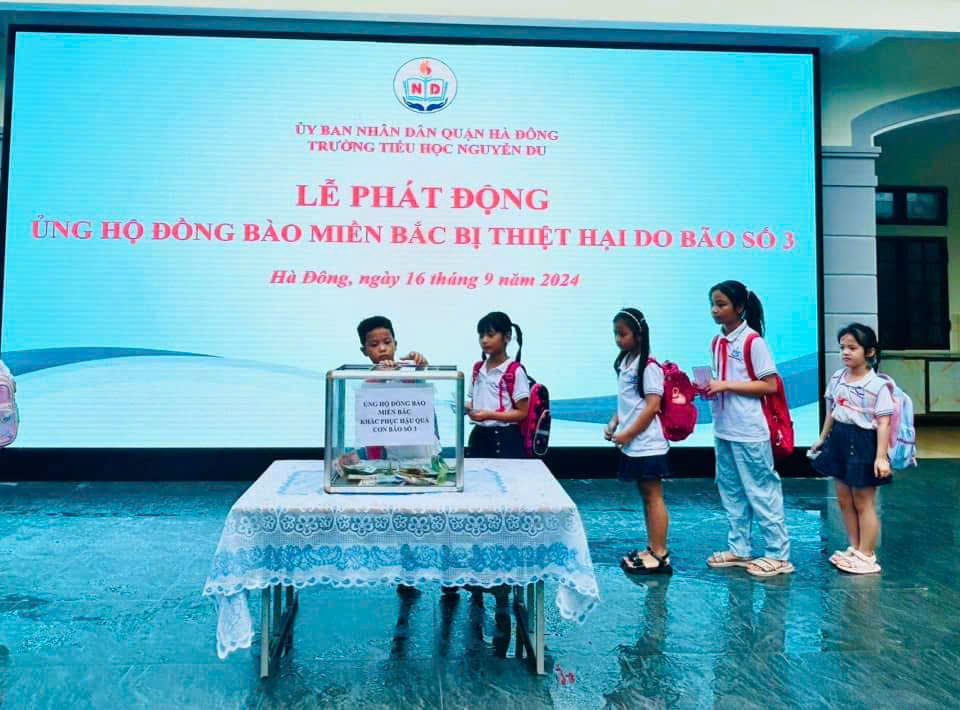 N D
ỦY BAN NHÂN DÂN QUẬN HÀ ĐÔNG
TRƯỜNG TIỂU HỌC NGUYỄN DU
LỄ PHÁT ĐỘNG
ỦNG HỘ ĐỒNG BÀO MIỀN BẮC BỊ THIỆT HẠI DO BÃO SỐ 3
Hà Đông, ngày 16 tháng 9 năm 2024
ỦNG HỘ ĐỒNG BÀO
MIỀN BẮC
KHẮC PHỤC HẬU QUẢ
CƠN BÃO SỐ 3